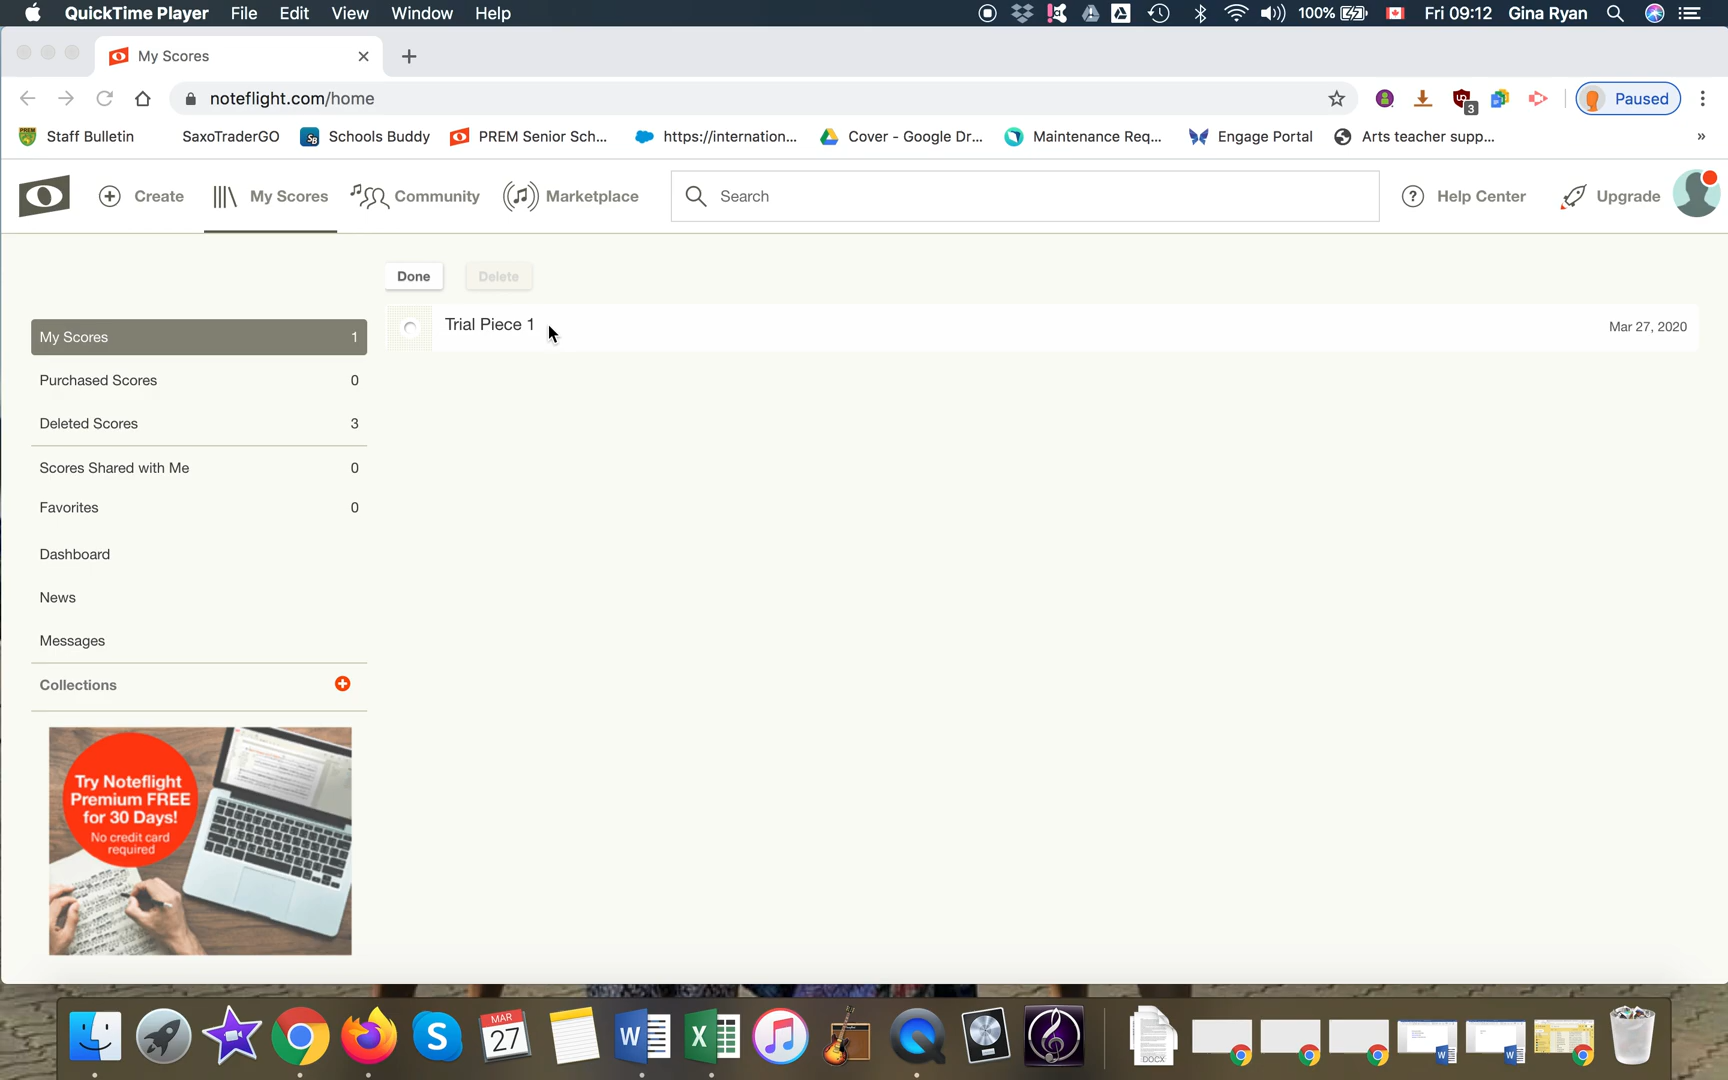 QuickTime Player File Edit View Window Help 100% Fri 09:12 Gina Ryan
My Scores
noteflight.com/home 3 Paused
Staff Bulletin SaxoTraderGO Schools Buddy PREM Senior Sch... https://internation... Cover - Google Dr... Maintenance Req... Engage Portal Arts teacher supp... »
Create My Scores Community Marketplace Search Help Center Upgrade
Done Delete
Trial Piece 1 Mar 27, 2020
My Scores 1
Purchased Scores 0
Deleted Scores 3
Scores Shared with Me 0
Favorites 0
Dashboard
News
Messages
Collections
Try Noteflight
Premium FREE
for 30 Days!
No credit card
required
MAR
27
DOCX